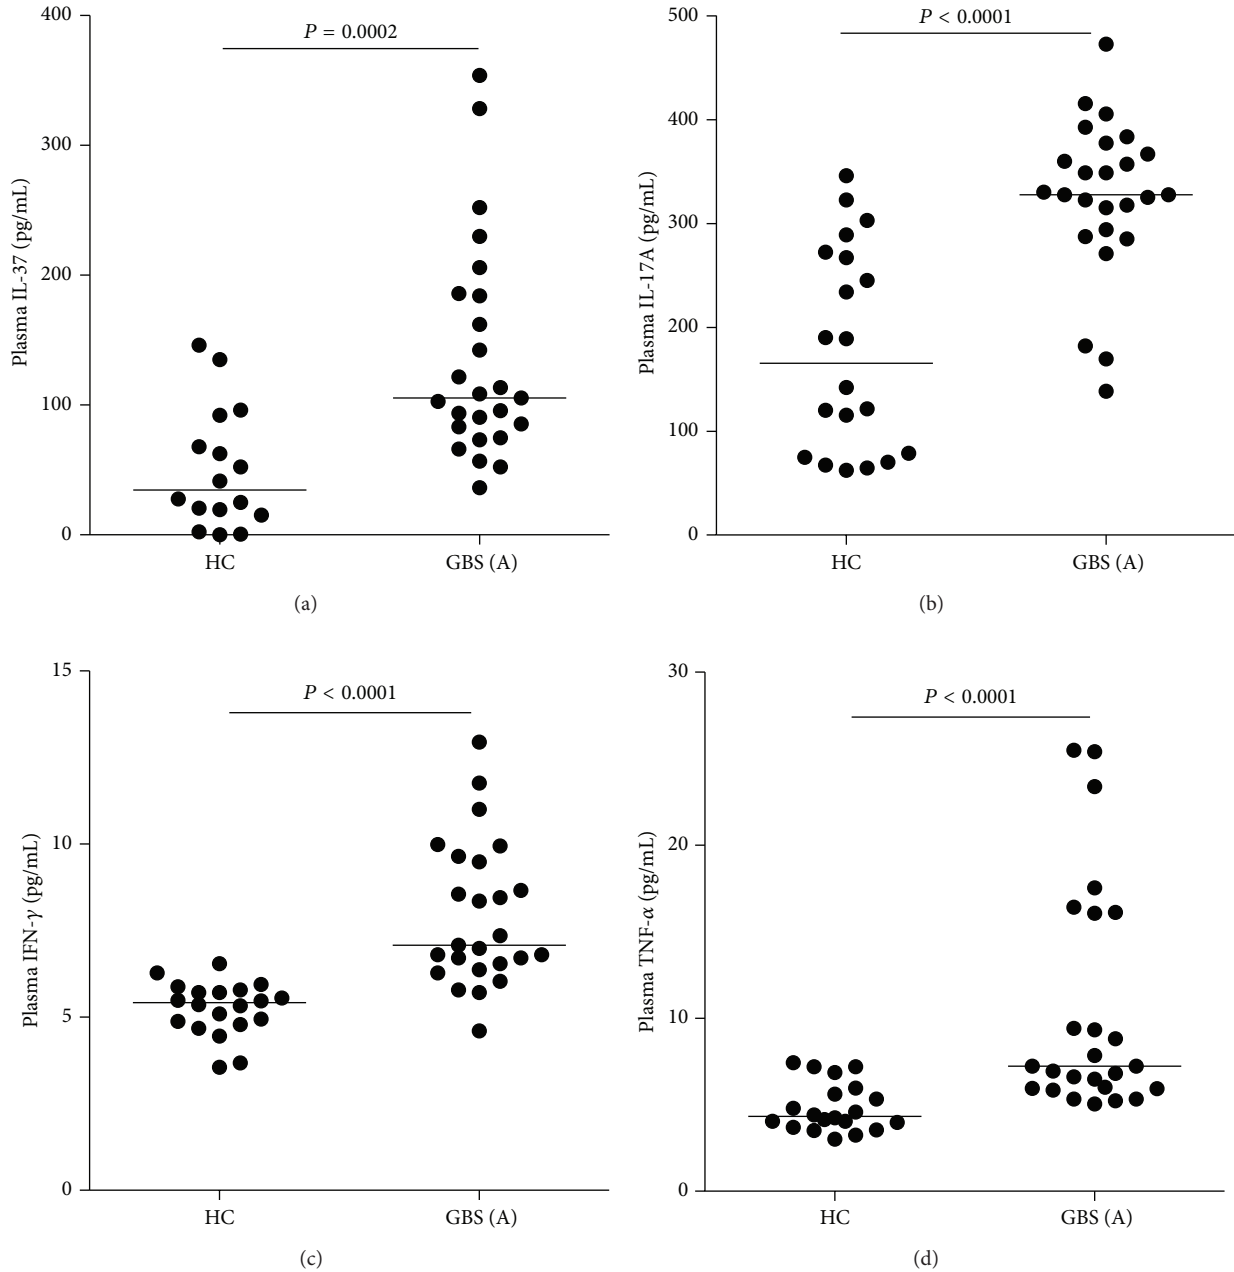 400
300
200
100
0
Plasma IL-37 (pg/mL)
P = 0.0002
HC
GBS (A)
(a)
500
400
300
200
100
0
Plasma IL-17A (pg/mL)
P < 0.0001
HC
GBS (A)
(b)
15
10
5
0
Plasma IFN-γ (pg/mL)
P < 0.0001
HC
GBS (A)
(c)
30
20
10
0
Plasma TNF-α (pg/mL)
P < 0.0001
HC
GBS (A)
(d)